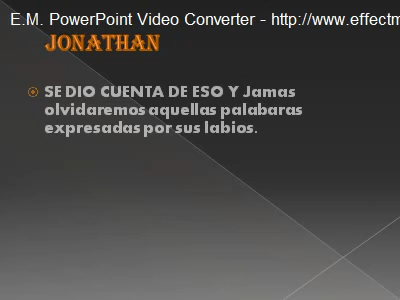 E.M. PowerPoint Video Converter - http://www.effectm
JONATHAN
SE DIO CUENTA DE ESO Y Jamas
olvidaremos aquellas palabaras
expresadas por sus labios.